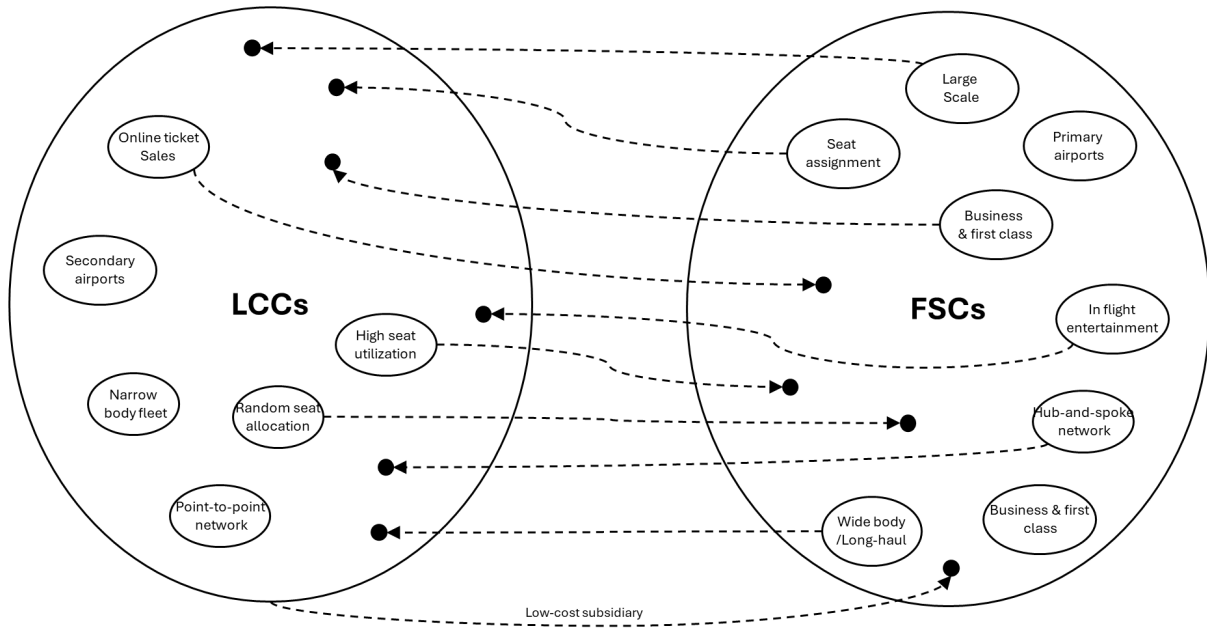 Large
Scale
Online ticket
Sales
Seat
assignment
Primary
airports
Business
& first class
Secondary
airports
LCCs
FSCs
High seat
utilization
In flight
entertainment
Narrow
body fleet
Random seat
allocation
Hub-and-spoke
network
Point-to-point
network
Wide body
/Long-haul
Business & first
class
Low-cost subsidiary